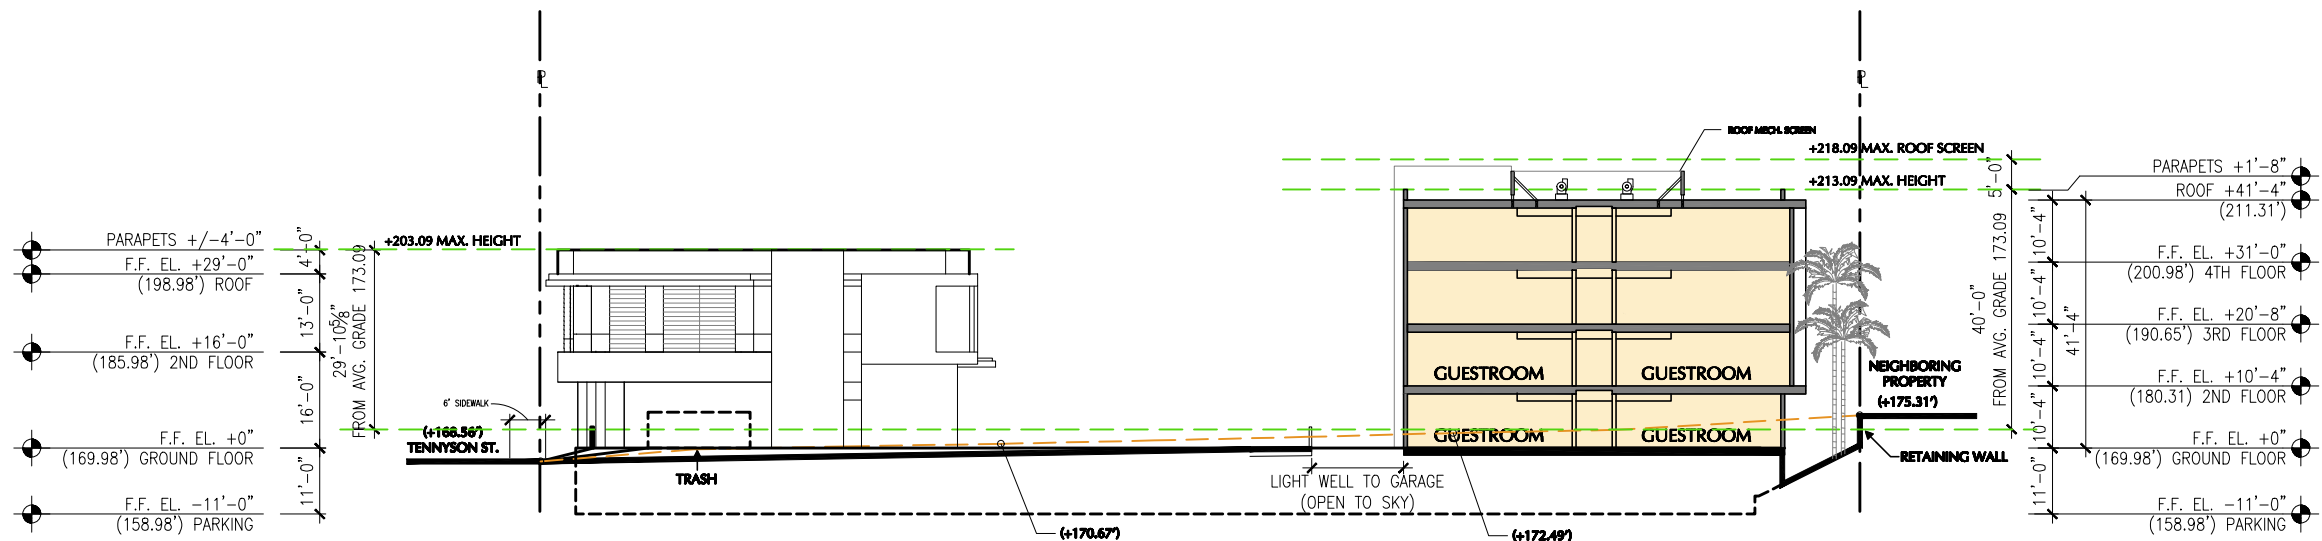 PL
PL
ROOF MECH. SCREEN
+218.09 MAX. ROOF SCREEN
+213.09 MAX. HEIGHT
5'-0"
PARAPETS +1'-8"
ROOF +41'-4"
(211.31')
PARAPETS +/-4'-0"
F.F. EL. +29'-0"
(198.98') ROOF
F.F. EL. +16'-0"
(185.98') 2ND FLOOR
F.F. EL. +0"
(169.98') GROUND FLOOR
F.F. EL. -11'-0"
(158.98') PARKING
4'-0"
13'-0"
16'-0"
11'-0"
29'-10⅝"
FROM AVG. GRADE 173.09
+203.09 MAX. HEIGHT
6' SIDEWALK
(+168.56')
TENNYSON ST.
TRASH
LIGHT WELL TO GARAGE
(OPEN TO SKY)
(+170.67')
(+172.49')
GUESTROOM
GUESTROOM
GUESTROOM
GUESTROOM
NEIGHBORING
PROPERTY
(+175.31')
RETAINING WALL
40'-0"
FROM AVG. GRADE 173.09
10'-4"
10'-4"
10'-4"
10'-4"
11'-0"
41'-4"
F.F. EL. +31'-0"
(200.98') 4TH FLOOR
F.F. EL. +20'-8"
(190.65') 3RD FLOOR
F.F. EL. +10'-4"
(180.31) 2ND FLOOR
F.F. EL. +0"
(169.98') GROUND FLOOR
F.F. EL. -11'-0"
(158.98') PARKING